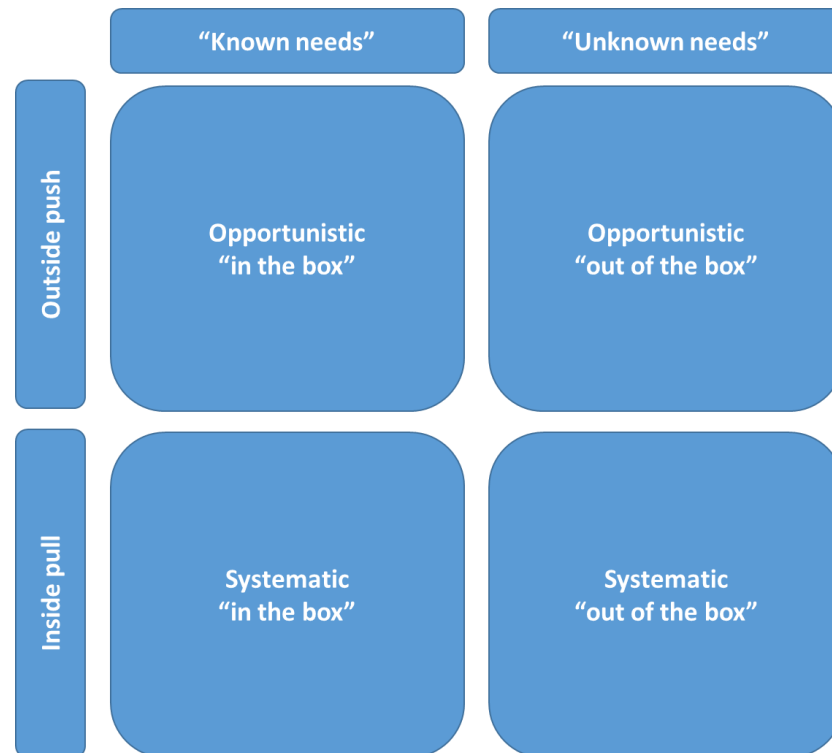 “Known needs”
“Unknown needs”
Outside push
Opportunistic
“in the box”
Opportunistic
“out of the box”
Inside pull
Systematic
“in the box”
Systematic
“out of the box”